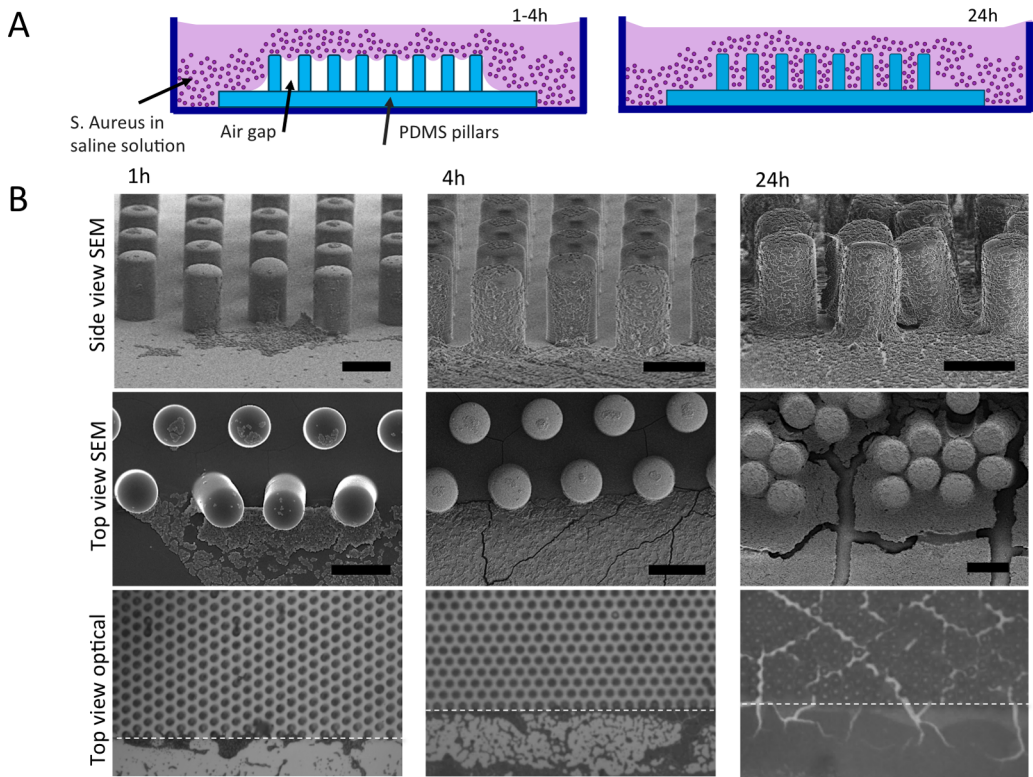 A
1-4h
24h
S. Aureus in
saline solution
Air gap
PDMS pillars
B
1h
4h
24h
Side view SEM
Top view SEM
Top view optical